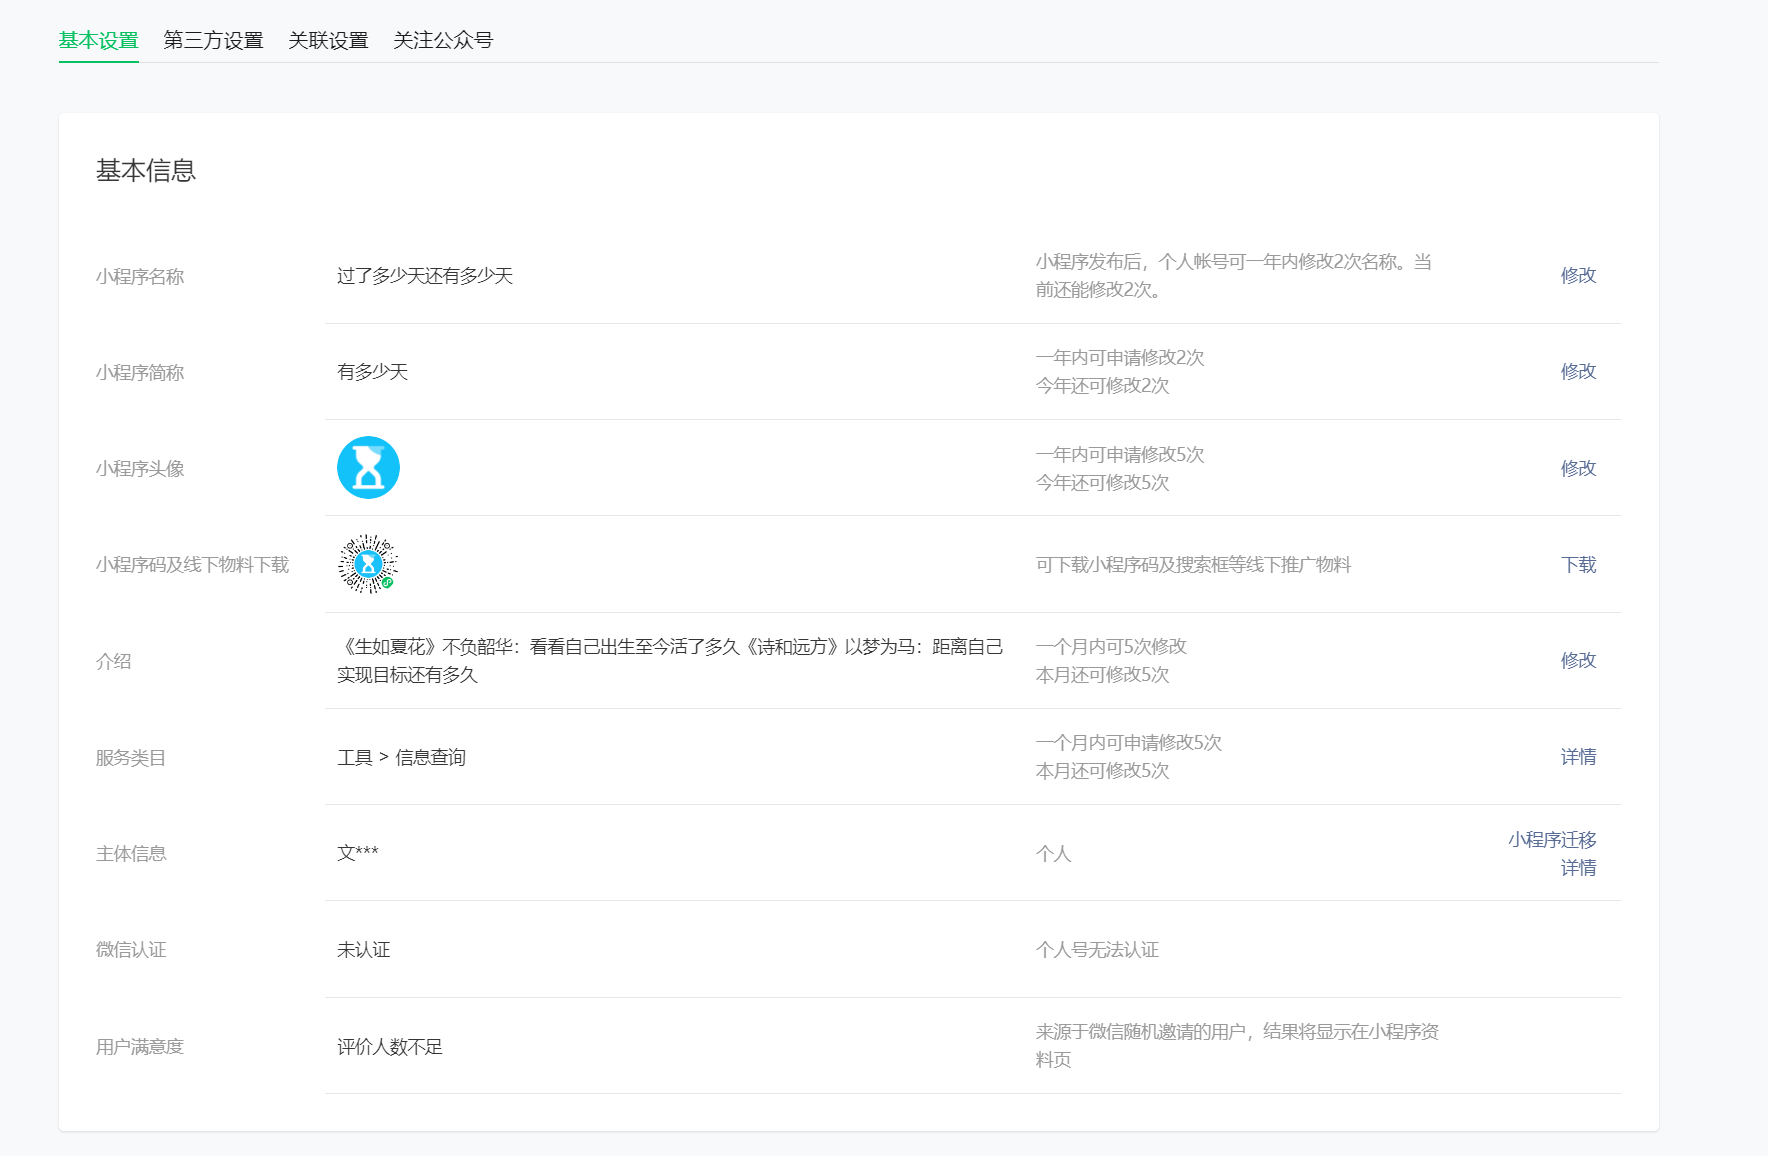 基本设置 第三方设置 关联设置 关注公众号
基本信息
小程序名称
过了多少天还有多少天
小程序发布后，个人帐号可一年内修改2次名称。当
前还能修改2次。
修改
小程序简称
有多少天
一年内可申请修改2次
今年还可修改2次
修改
小程序头像
一年内可申请修改5次
今年还可修改5次
修改
小程序码及线下物料下载
可下载小程序码及搜索框等线下推广物料
下载
介绍
《生如夏花》不负韶华：看看自己出生至今活了多久《诗和远方》以梦为马：距离自己
实现目标还有多久
一个月内可5次修改
本月还可修改5次
修改
服务类目
工具 > 信息查询
一个月内可申请修改5次
本月还可修改5次
详情
主体信息
文***
个人
小程序迁移
详情
微信认证
未认证
个人号无法认证
用户满意度
评价人数不足
来源于微信随机邀请的用户，结果将显示在小程序资
料页